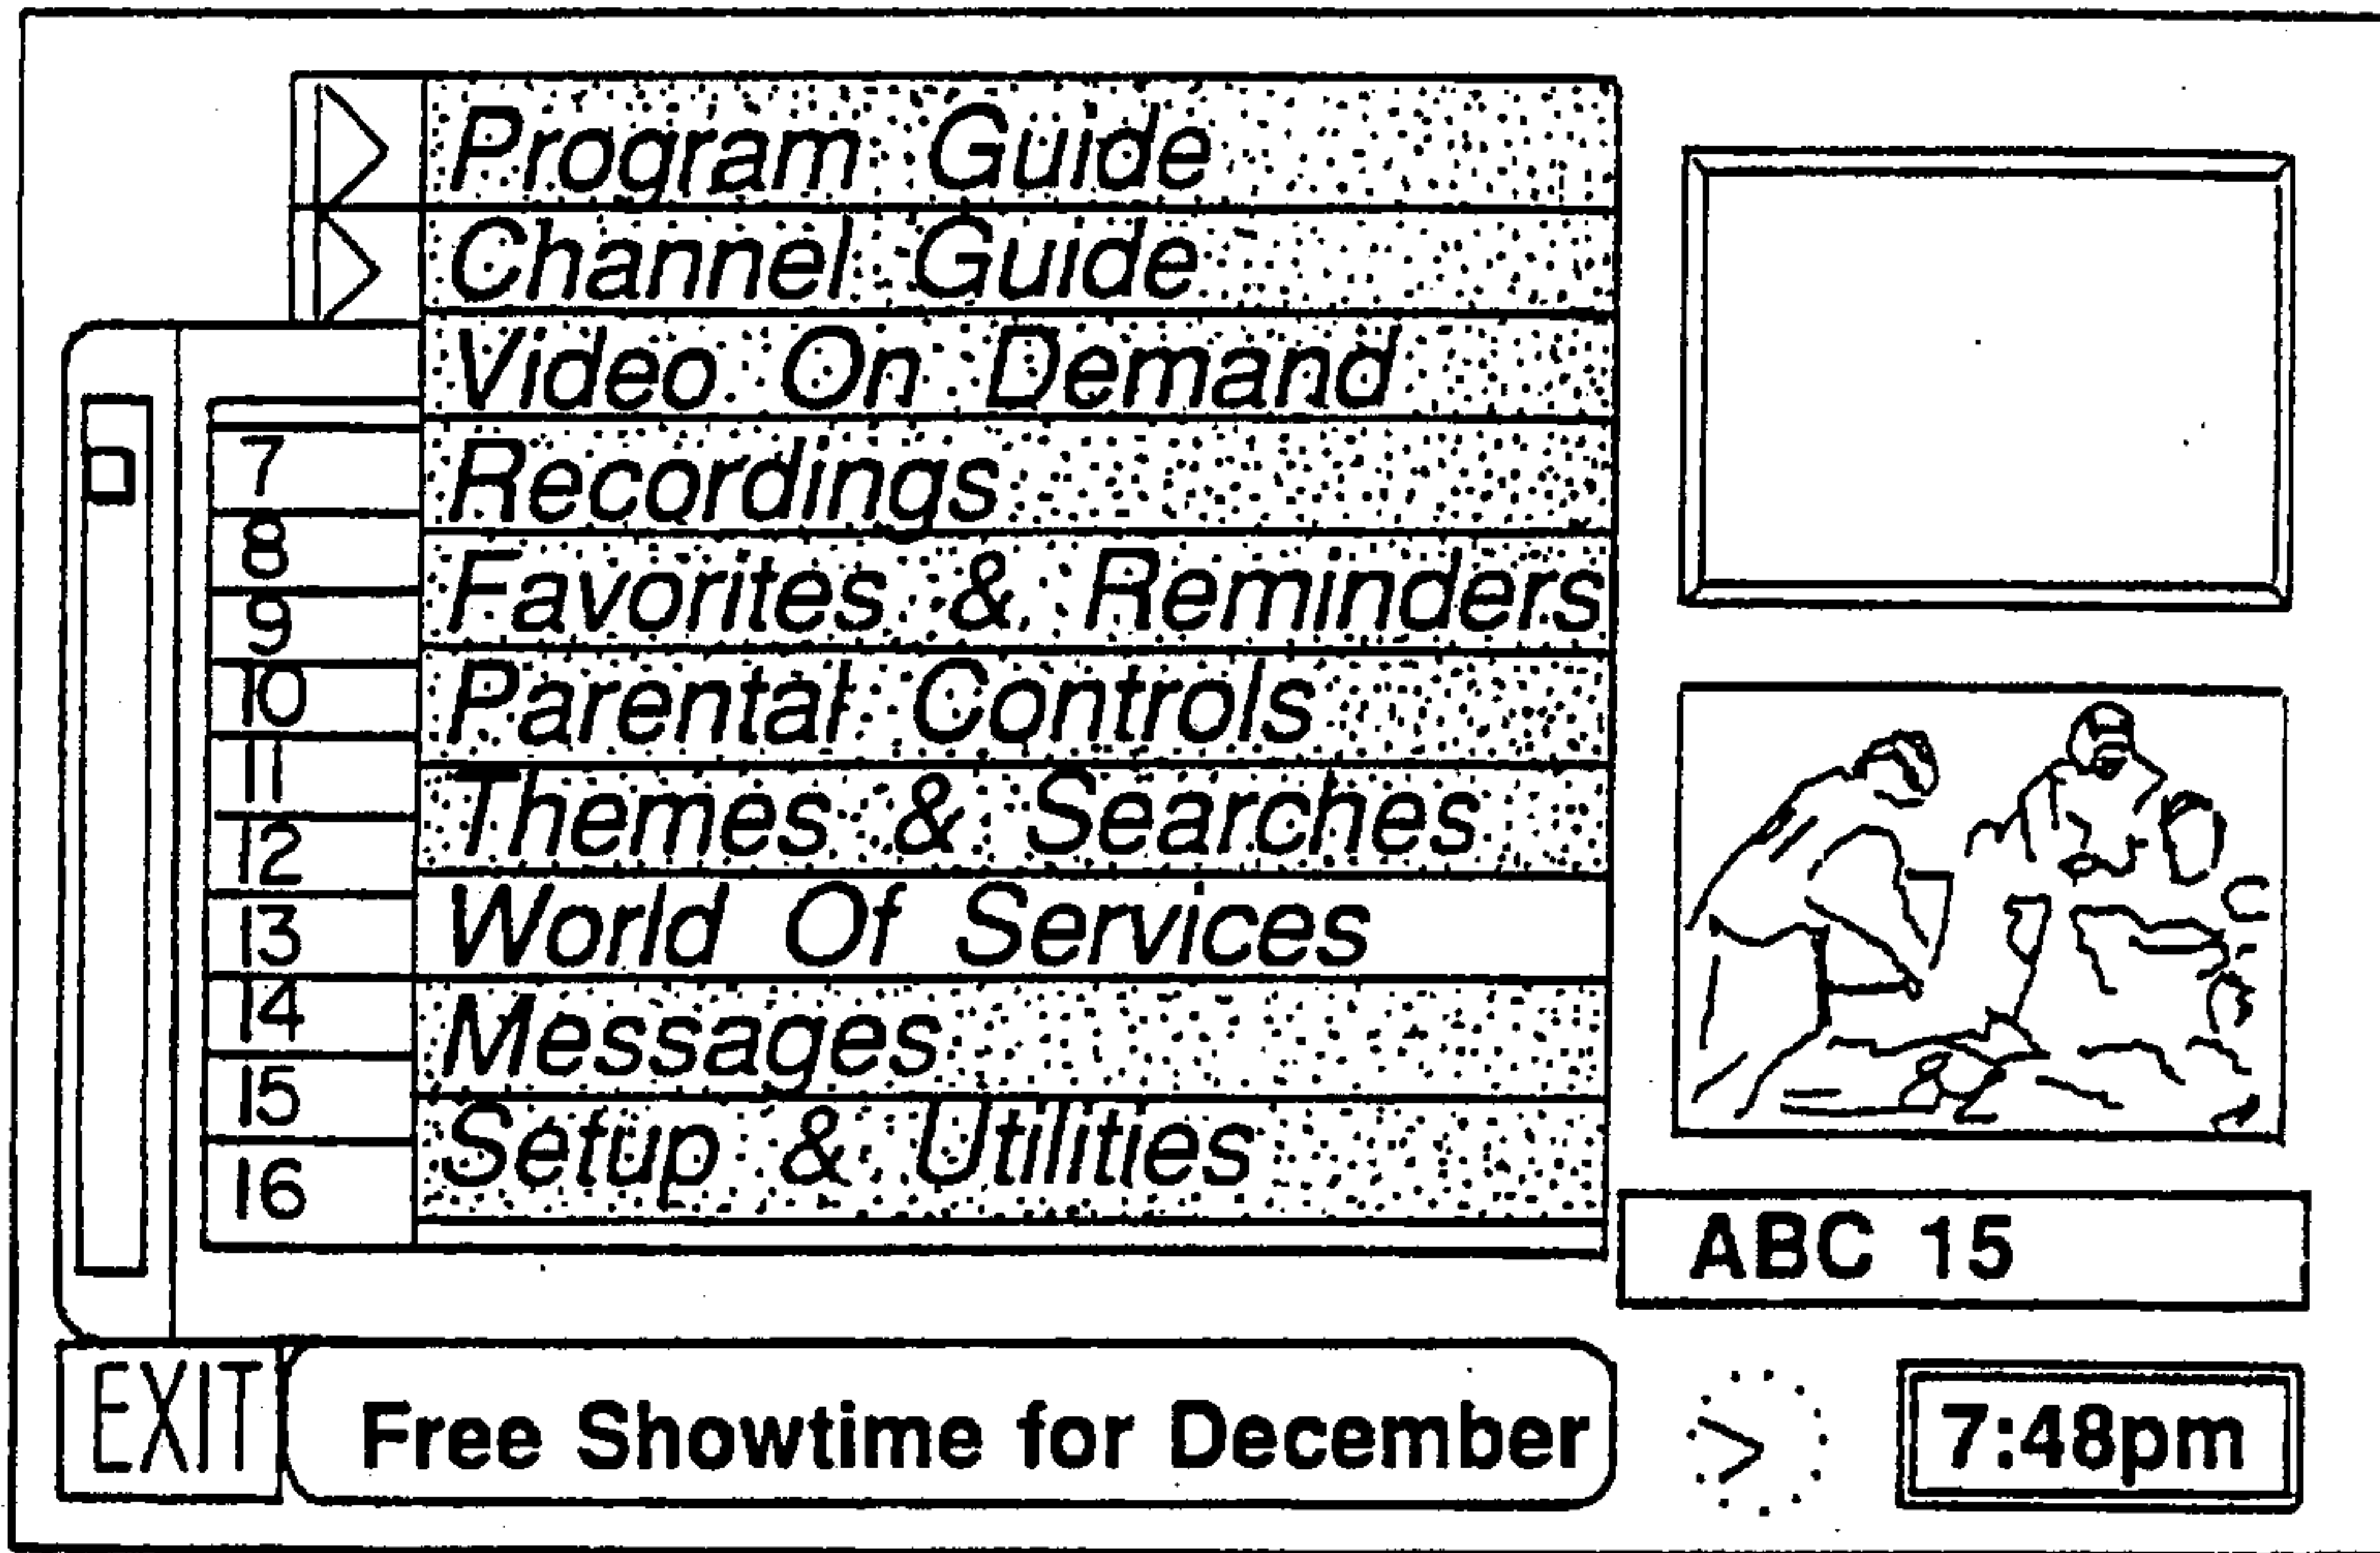 Program Guide
Channel Guide
Video On Demand
7 Recordings
8 Favorites & Reminders
9
10 Parental Controls
11 Themes & Searches
12
13 World Of Services
14 Messages
15 Setup & Utilities
16
ABC 15
EXIT Free Showtime for December 7:48pm